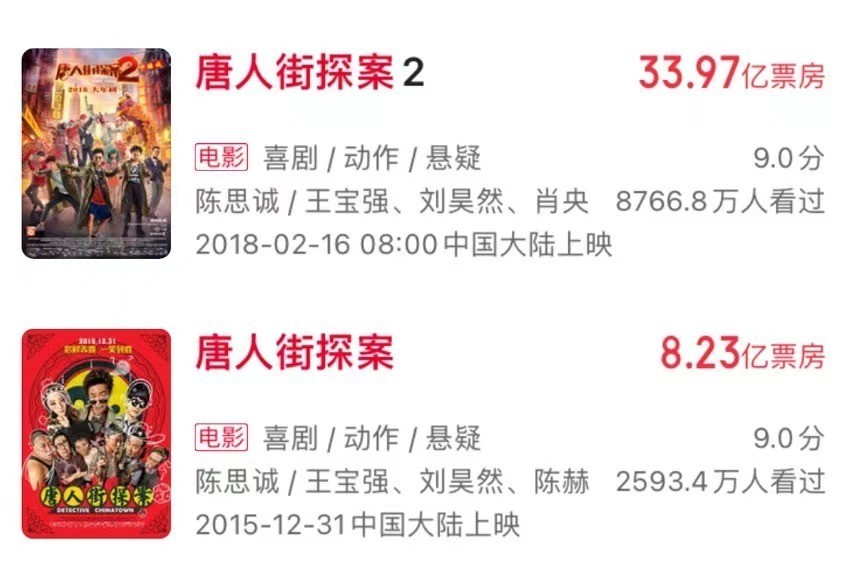 唐人街探案2
2018 大年初一
唐人街探案2 33.97亿票房
电影 喜剧 / 动作 / 悬疑 9.0分
陈思诚 / 王宝强、刘昊然、肖央 8766.8万人看过
2018-02-16 08:00中国大陆上映
2015.12.31
唐人街探案
DETECTIVE CHINATOWN
唐人街探案 8.23亿票房
电影 喜剧 / 动作 / 悬疑 9.0分
陈思诚 / 王宝强、刘昊然、陈赫 2593.4万人看过
2015-12-31中国大陆上映